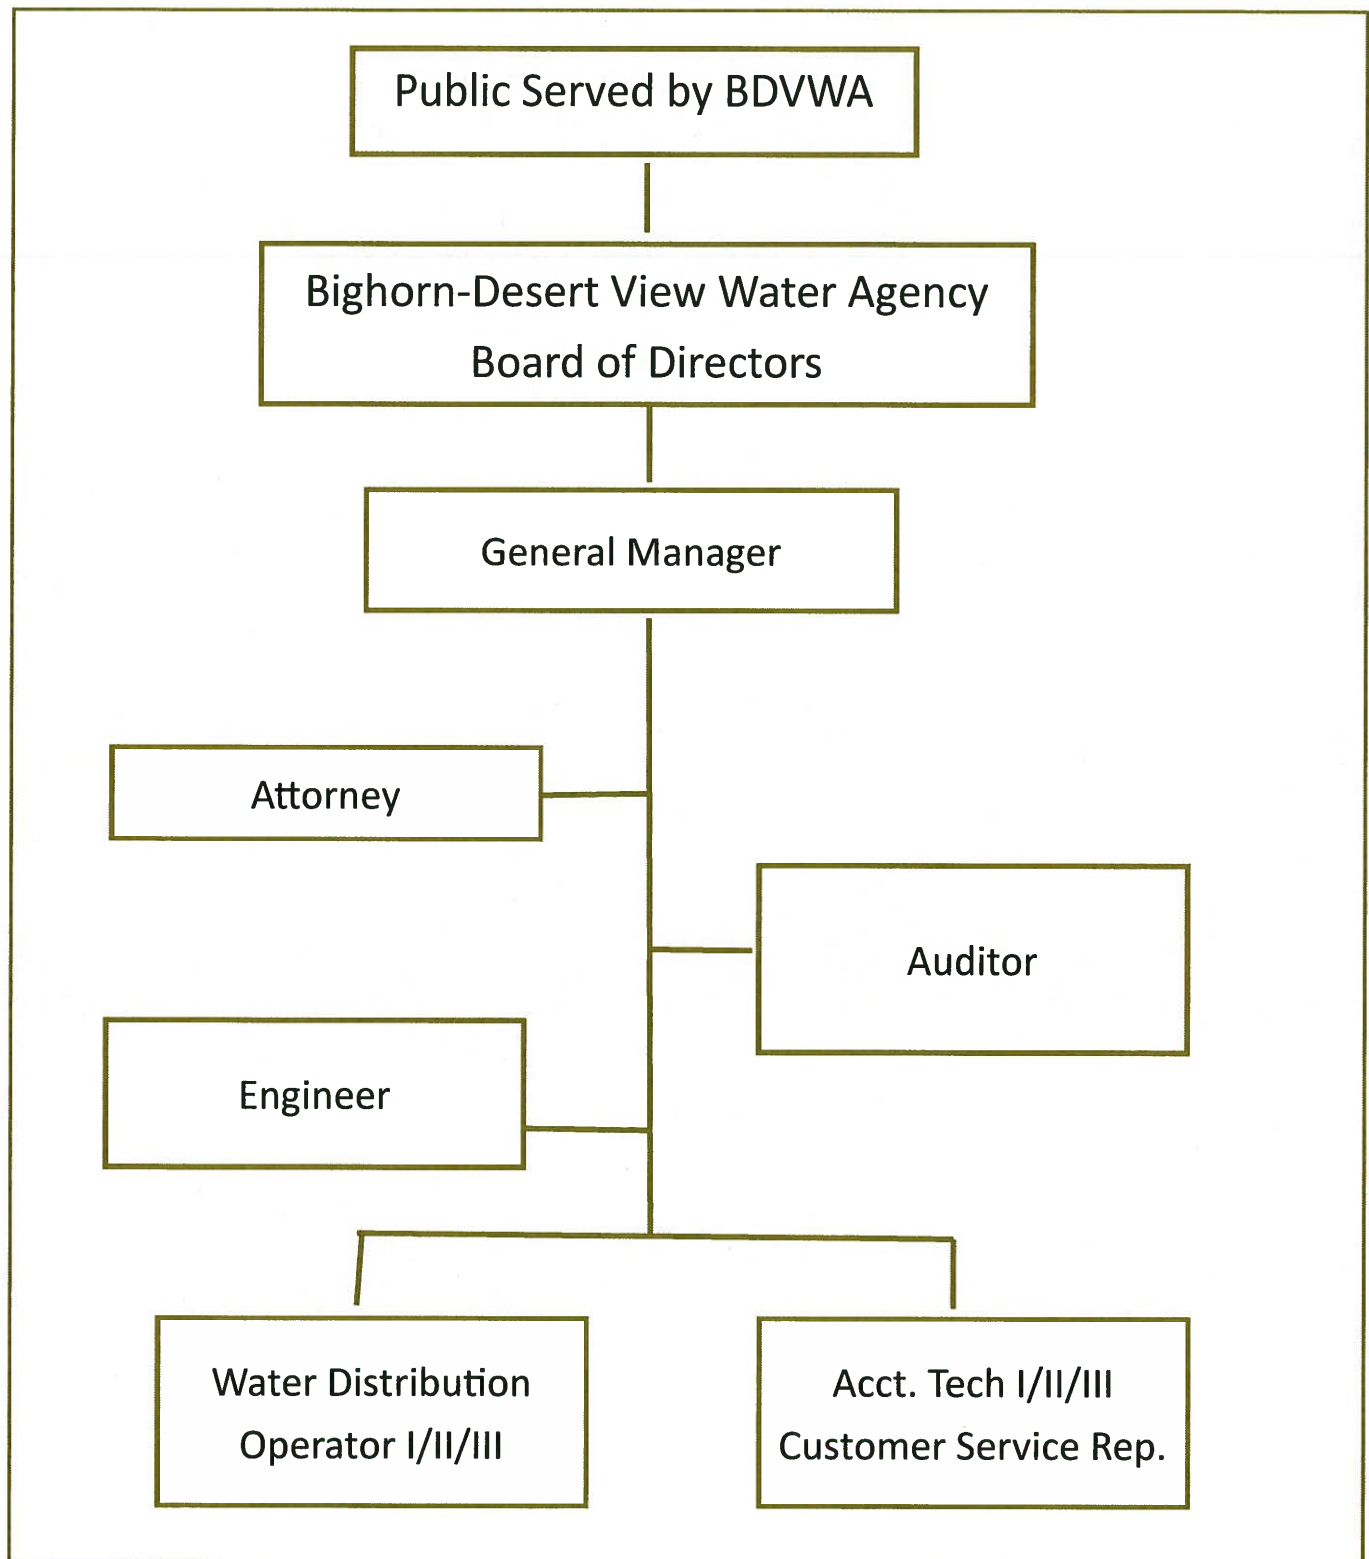 Public Served by BDVWA
Bighorn-Desert View Water Agency
Board of Directors
General Manager
Attorney
Auditor
Engineer
Water Distribution
Operator I/II/III
Acct. Tech I/II/III
Customer Service Rep.